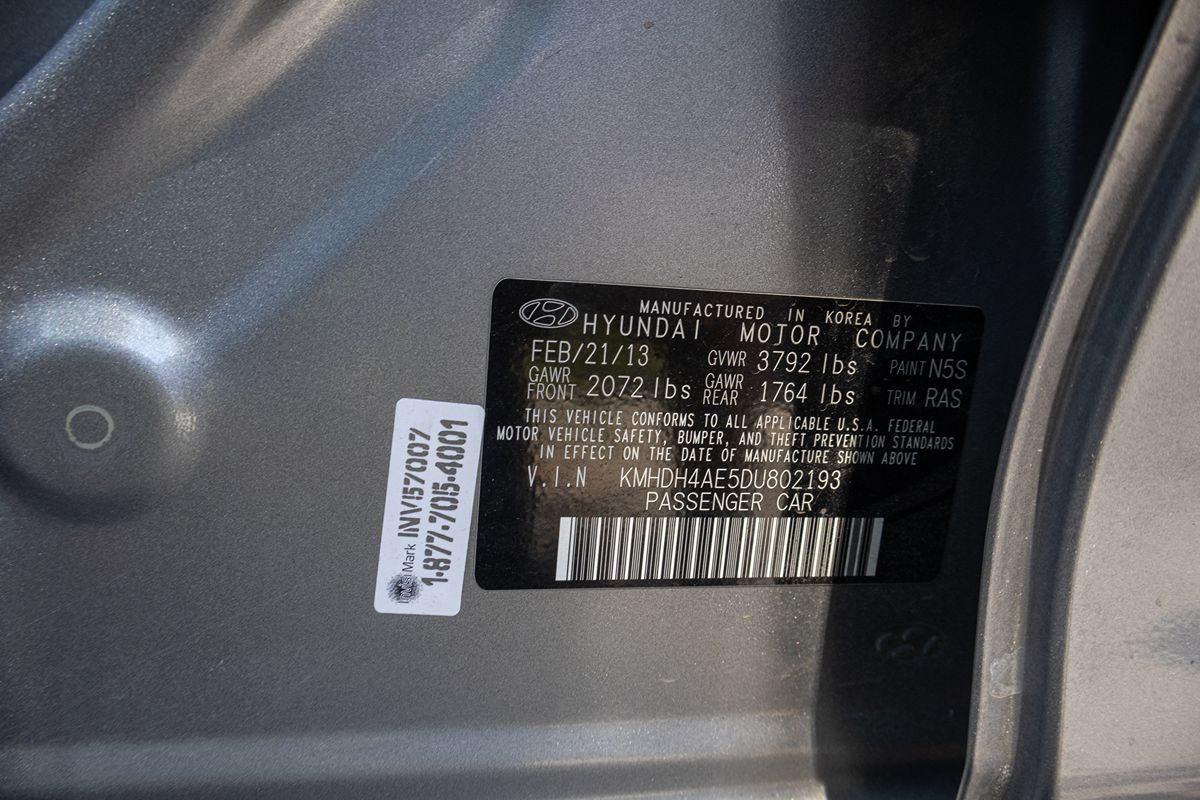 MANUFACTURED IN KOREA BY
HYUNDAI MOTOR COMPANY
FEB/21/13 GVWR 3792 lbs PAINT N5S
GAWR FRONT 2072 lbs GAWR REAR 1764 lbs TRIM RAS
THIS VEHICLE CONFORMS TO ALL APPLICABLE U.S.A. FEDERAL
MOTOR VEHICLE SAFETY, BUMPER, AND THEFT PREVENTION STANDARDS
IN EFFECT ON THE DATE OF MANUFACTURE SHOWN ABOVE
V.I.N KMHDH4AE5DU802193
PASSENGER CAR
Mark INV157007
1-877-705-4001